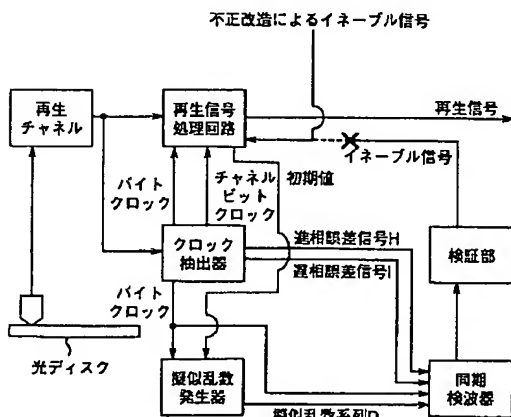 不正改造によるイネーブル信号
再生
チャネル
再生信号
処理回路
再生信号
イネーブル信号
バイト
クロック
チャネル
ビット
クロック
初期値
クロック
抽出器
進相誤差信号H
遅相誤差信号I
検証部
バイト
クロック
光ディスク
擬似乱数
発生器
同期
検波器
擬似乱数系列D